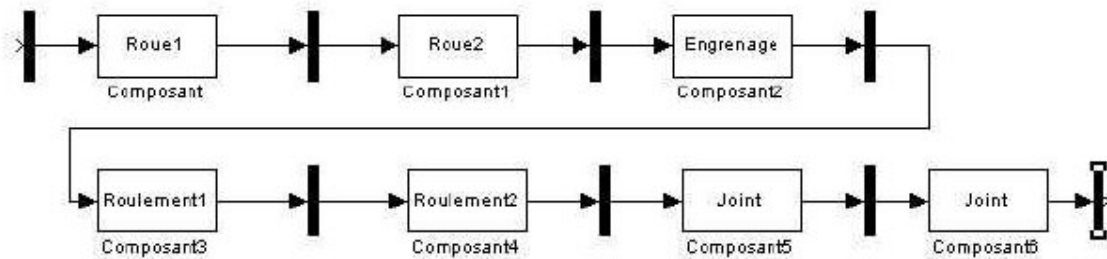 Roue1
Roue2
Engrenage
Composant
Composant1
Composant2
Roulement1
Roulement2
Joint
Joint
Composant3
Composant4
Composant5
Composant6